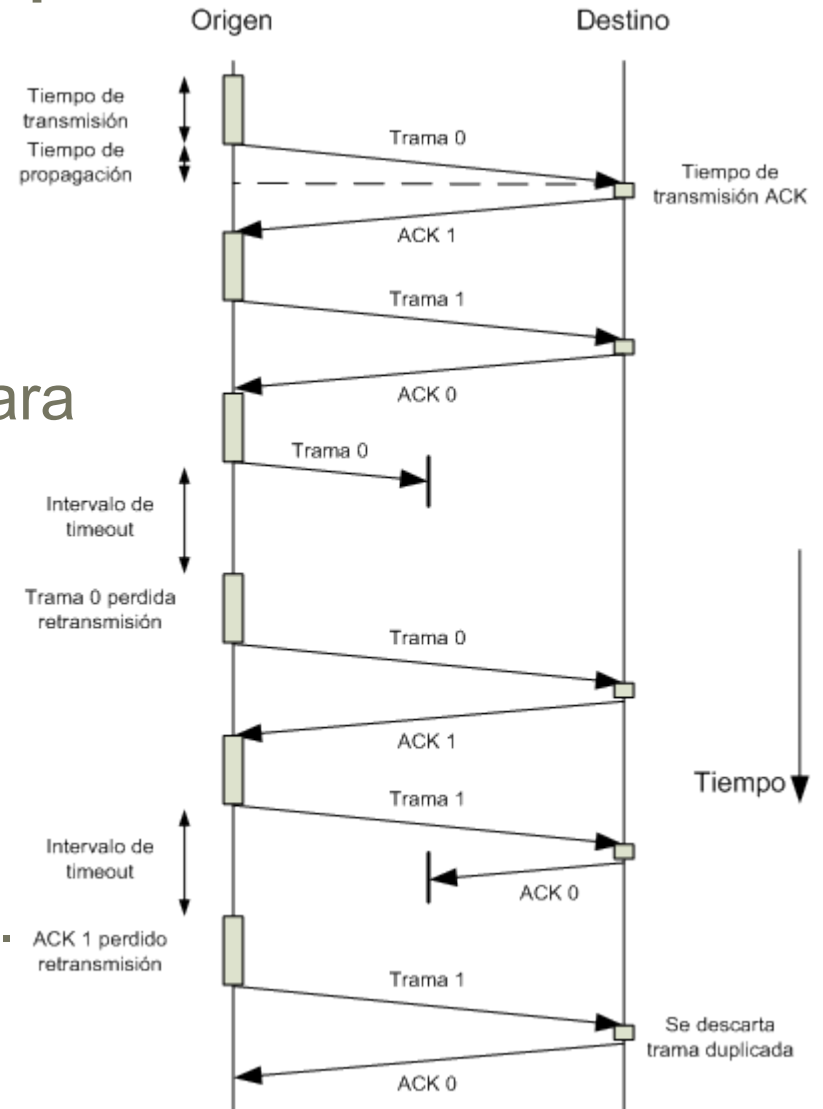 Origen
Destino
Tiempo de
transmisión
Tiempo de
propagación
Trama 0
Tiempo de
transmisión ACK
ACK 1
Trama 1
ACK 0
ara
Trama 0
Intervalo de
timeout
Trama 0 perdida
retransmisión
Trama 0
ACK 1
Tiempo
Trama 1
Intervalo de
timeout
ACK 0
ACK 1 perdido
retransmisión
Trama 1
Se descarta
trama duplicada
ACK 0